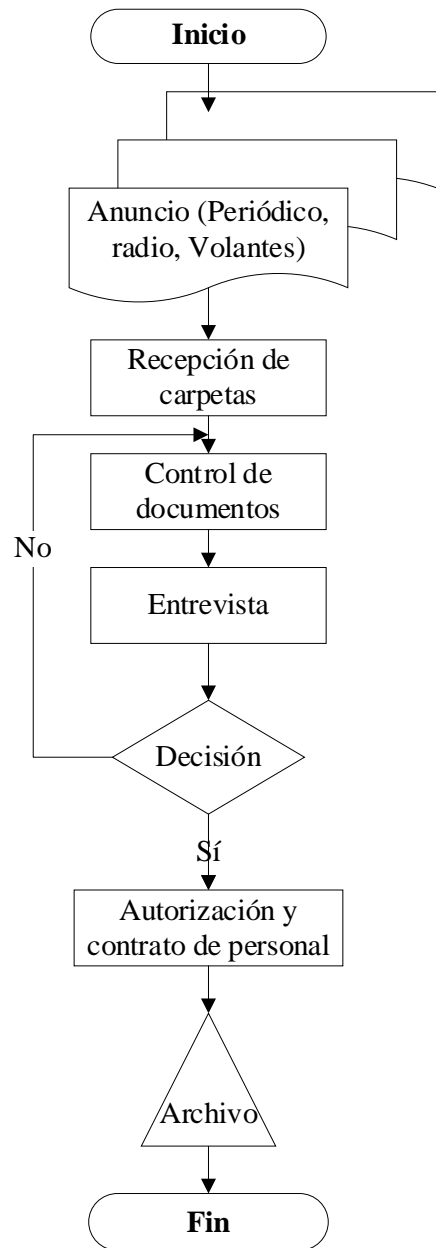 Inicio
Anuncio (Periódico,
radio, Volantes)
Recepción de
carpetas
Control de
documentos
No
Entrevista
Decisión
Sí
Autorización y
contrato de personal
Archivo
Fin